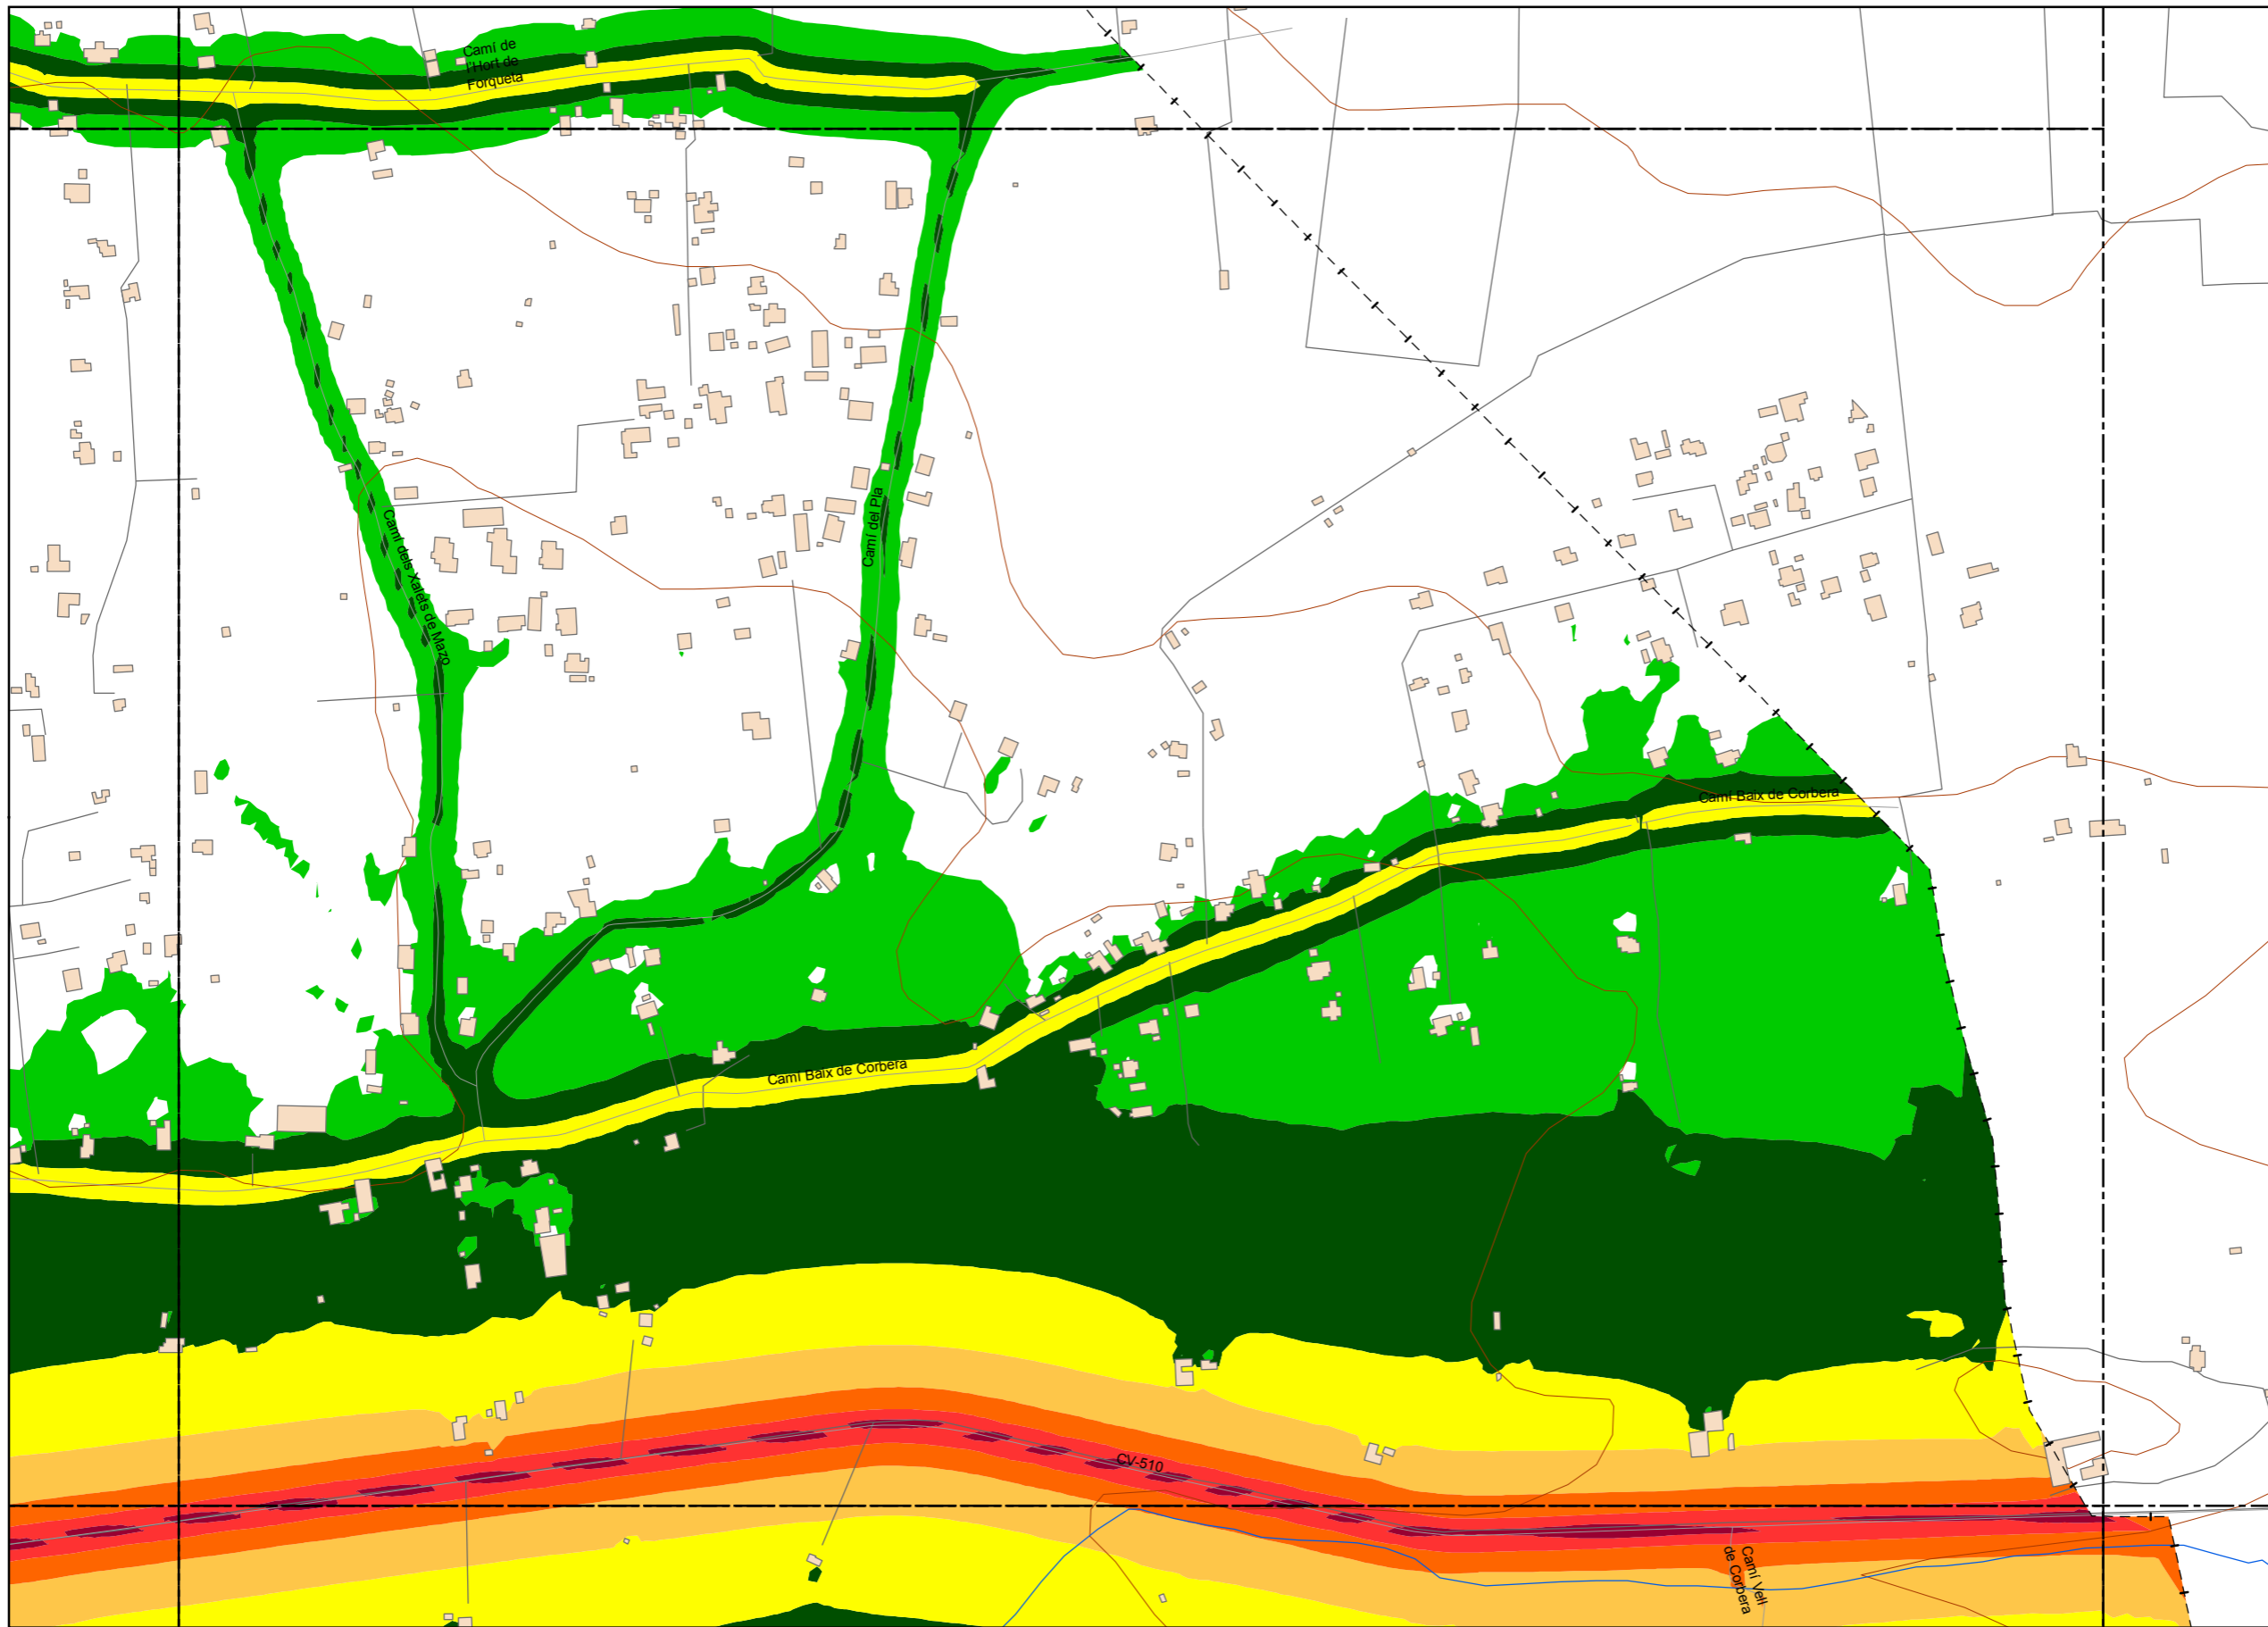 Camí de
l'Hort de
Forqueta
Camí dels Xalets de Mazo
Camí del Pla
Camí Baix de Corbera
Camí Baix de Corbera
CV-510
Camí Vell
de Corbera